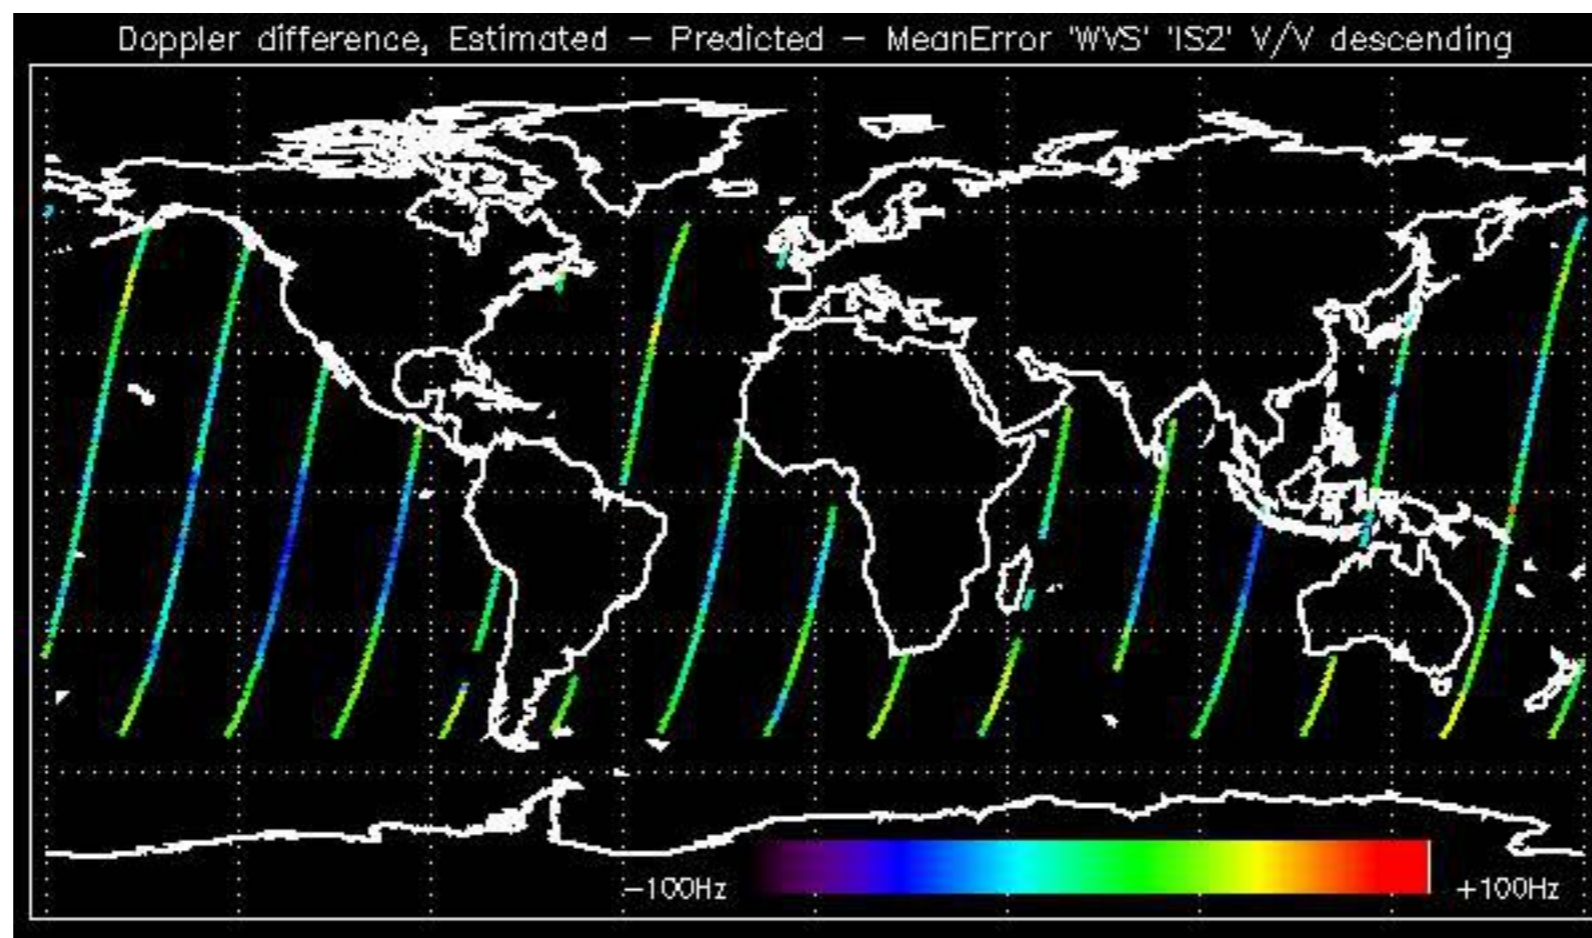 Doppler difference, Estimated – Predicted – MeanError 'WVS' 'IS2' V/V descending
-100Hz +100Hz